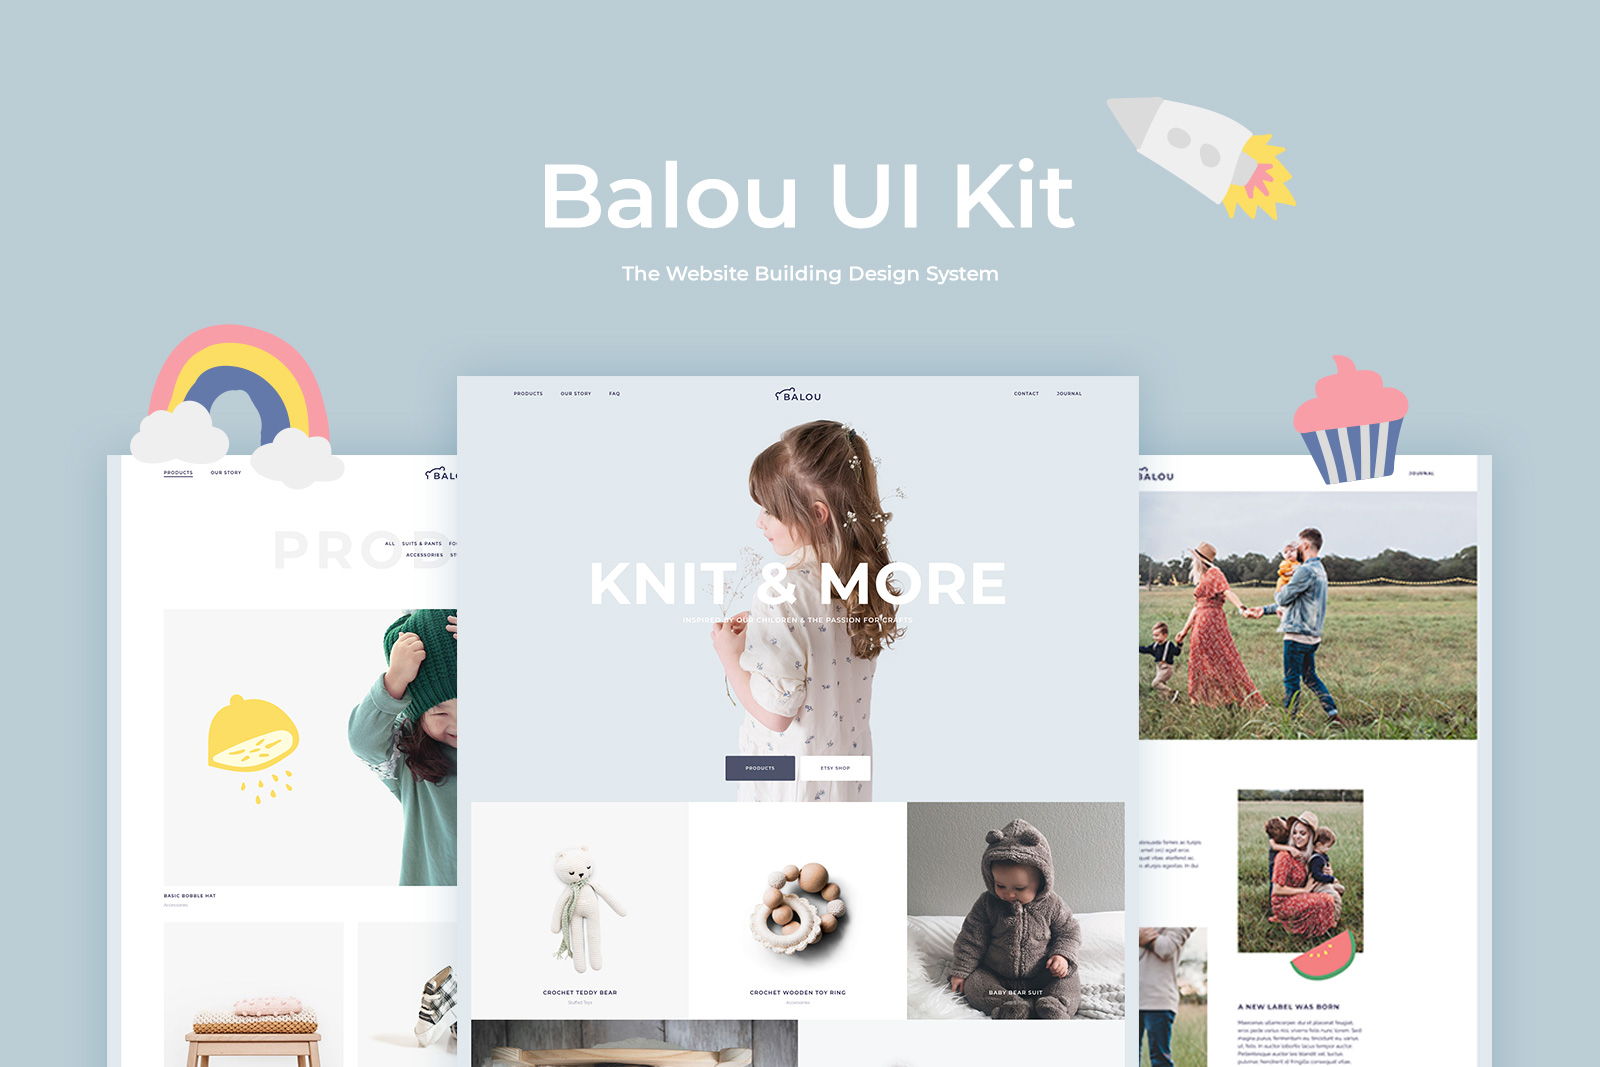 Balou UI Kit
The Website Building Design System
PRODUCTS OUR STORY FAQ
BALOU
CONTACT JOURNAL
KNIT & MORE
INSPIRED BY OUR CHILDREN & THE PASSION FOR CRAFTS
PRODUCTS
ETSY SHOP
CROCHET TEDDY BEAR
Stuffed Toys
CROCHET WOODEN TOY RING
Accessories
BABY BEAR SUIT
PRODUCTS OUR STORY
BAL
PROD
ALL SUITS & PANTS FO
ACCESSORIES ST
BASIC BOBBLE HAT
Accessories
BALOU
JOURNAL
A NEW LABEL WAS BORN